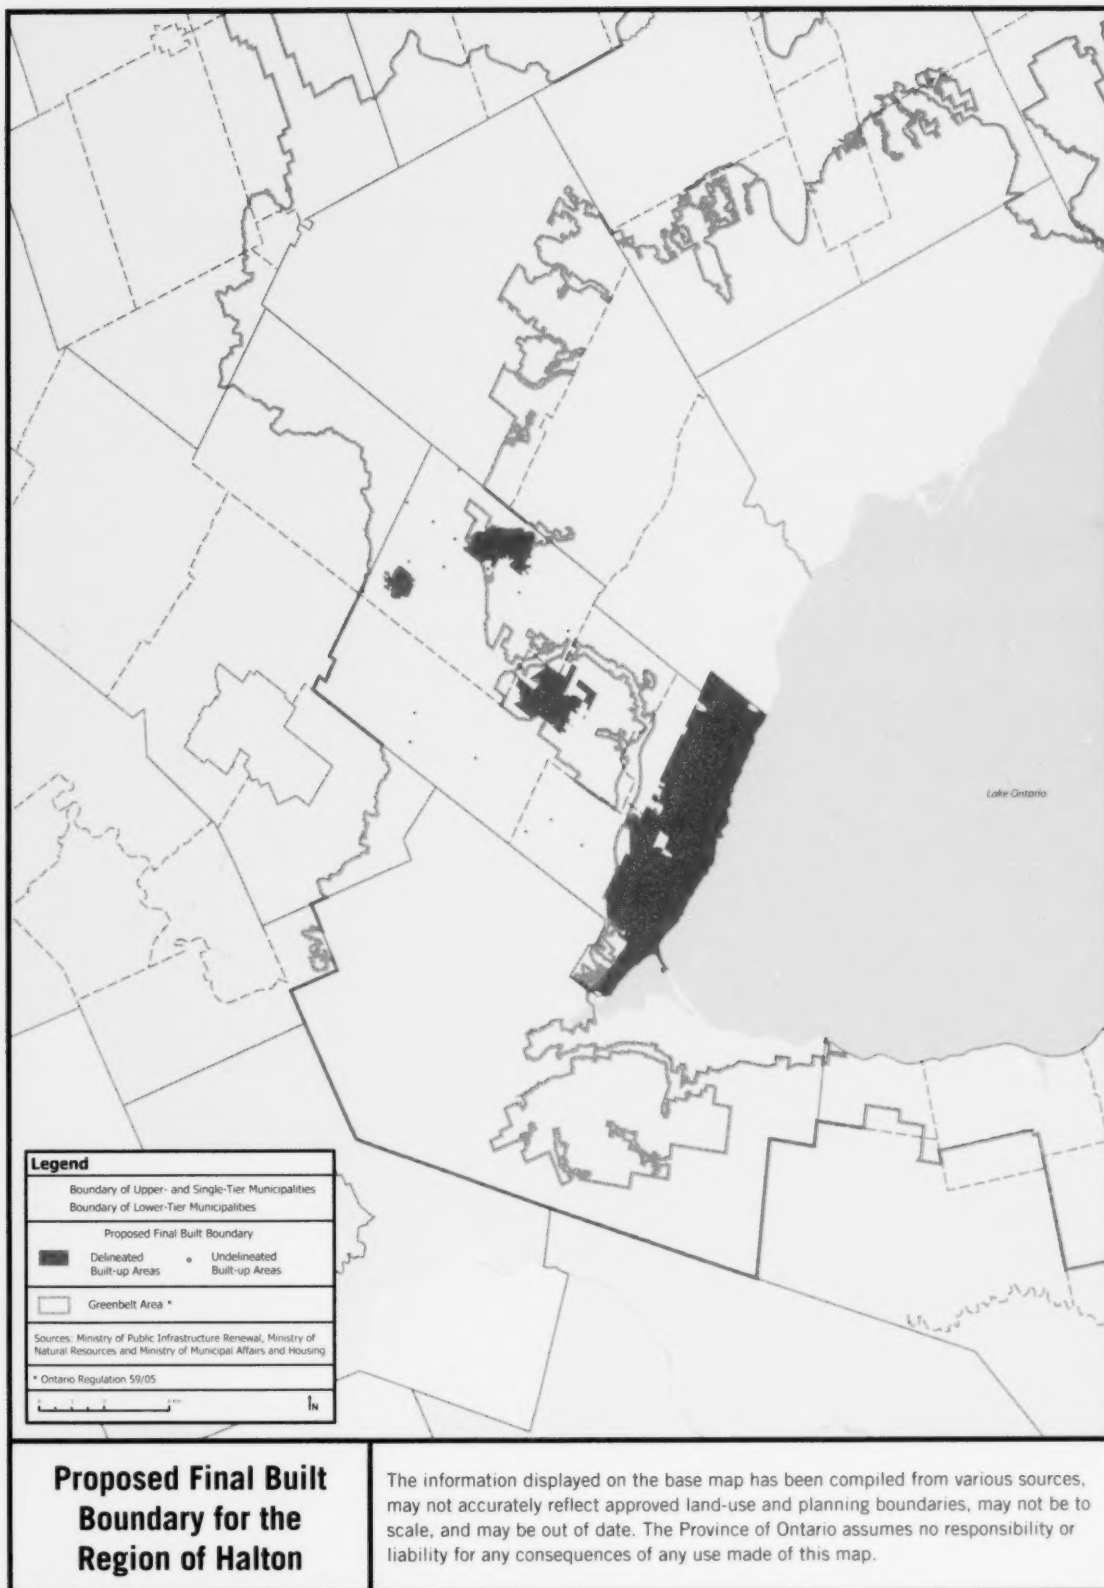 Lake Ontario
Legend
Boundary of Upper- and Single-Tier Municipalities
Boundary of Lower-Tier Municipalities
Proposed Final Built Boundary
Delineated
Built-up Areas
Undelineated
Built-up Areas
Greenbelt Area *
Sources: Ministry of Public Infrastructure Renewal, Ministry of
Natural Resources and Ministry of Municipal Affairs and Housing
* Ontario Regulation 59/05
N
Proposed Final Built
Boundary for the
Region of Halton
The information displayed on the base map has been compiled from various sources,
may not accurately reflect approved land-use and planning boundaries, may not be to
scale, and may be out of date. The Province of Ontario assumes no responsibility or
liability for any consequences of any use made of this map.